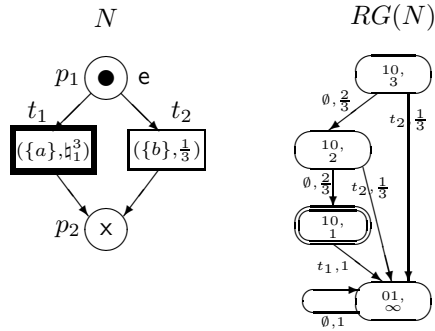 N
p₁
e
t₁
t₂
({a},♮³₁)
({b},1/3)
p₂
x
RG(N)
10,
3
∅,2/3
t₂,1/3
10,
2
∅,2/3
t₂,1/3
10,
1
t₁,1
01,
∞
∅,1